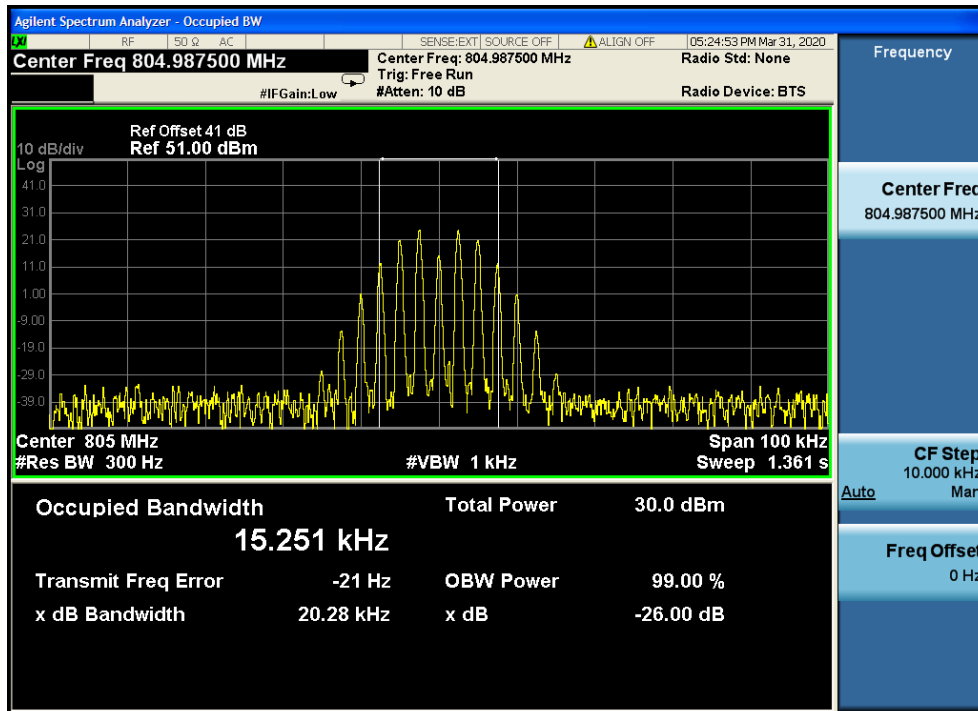 Agilent Spectrum Analyzer - Occupied BW
LXI RF 50 Ω AC SENSE:EXT SOURCE OFF ALIGN OFF 05:24:53 PM Mar 31, 2020
Center Freq 804.987500 MHz
Center Freq: 804.987500 MHz
Radio Std: None
Trig: Free Run
#IFGain:Low
#Atten: 10 dB
Radio Device: BTS
Ref Offset 41 dB
10 dB/div Ref 51.00 dBm
Log
41.0
31.0
21.0
11.0
1.00
-9.00
-19.0
-29.0
-39.0
Center 805 MHz
Span 100 kHz
#Res BW 300 Hz
#VBW 1 kHz
Sweep 1.361 s
Occupied Bandwidth
Total Power 30.0 dBm
15.251 kHz
Transmit Freq Error -21 Hz
OBW Power 99.00 %
x dB Bandwidth 20.28 kHz
x dB -26.00 dB
Frequency
Center Freq
804.987500 MHz
CF Step
10.000 kHz
Auto Man
Freq Offset
0 Hz